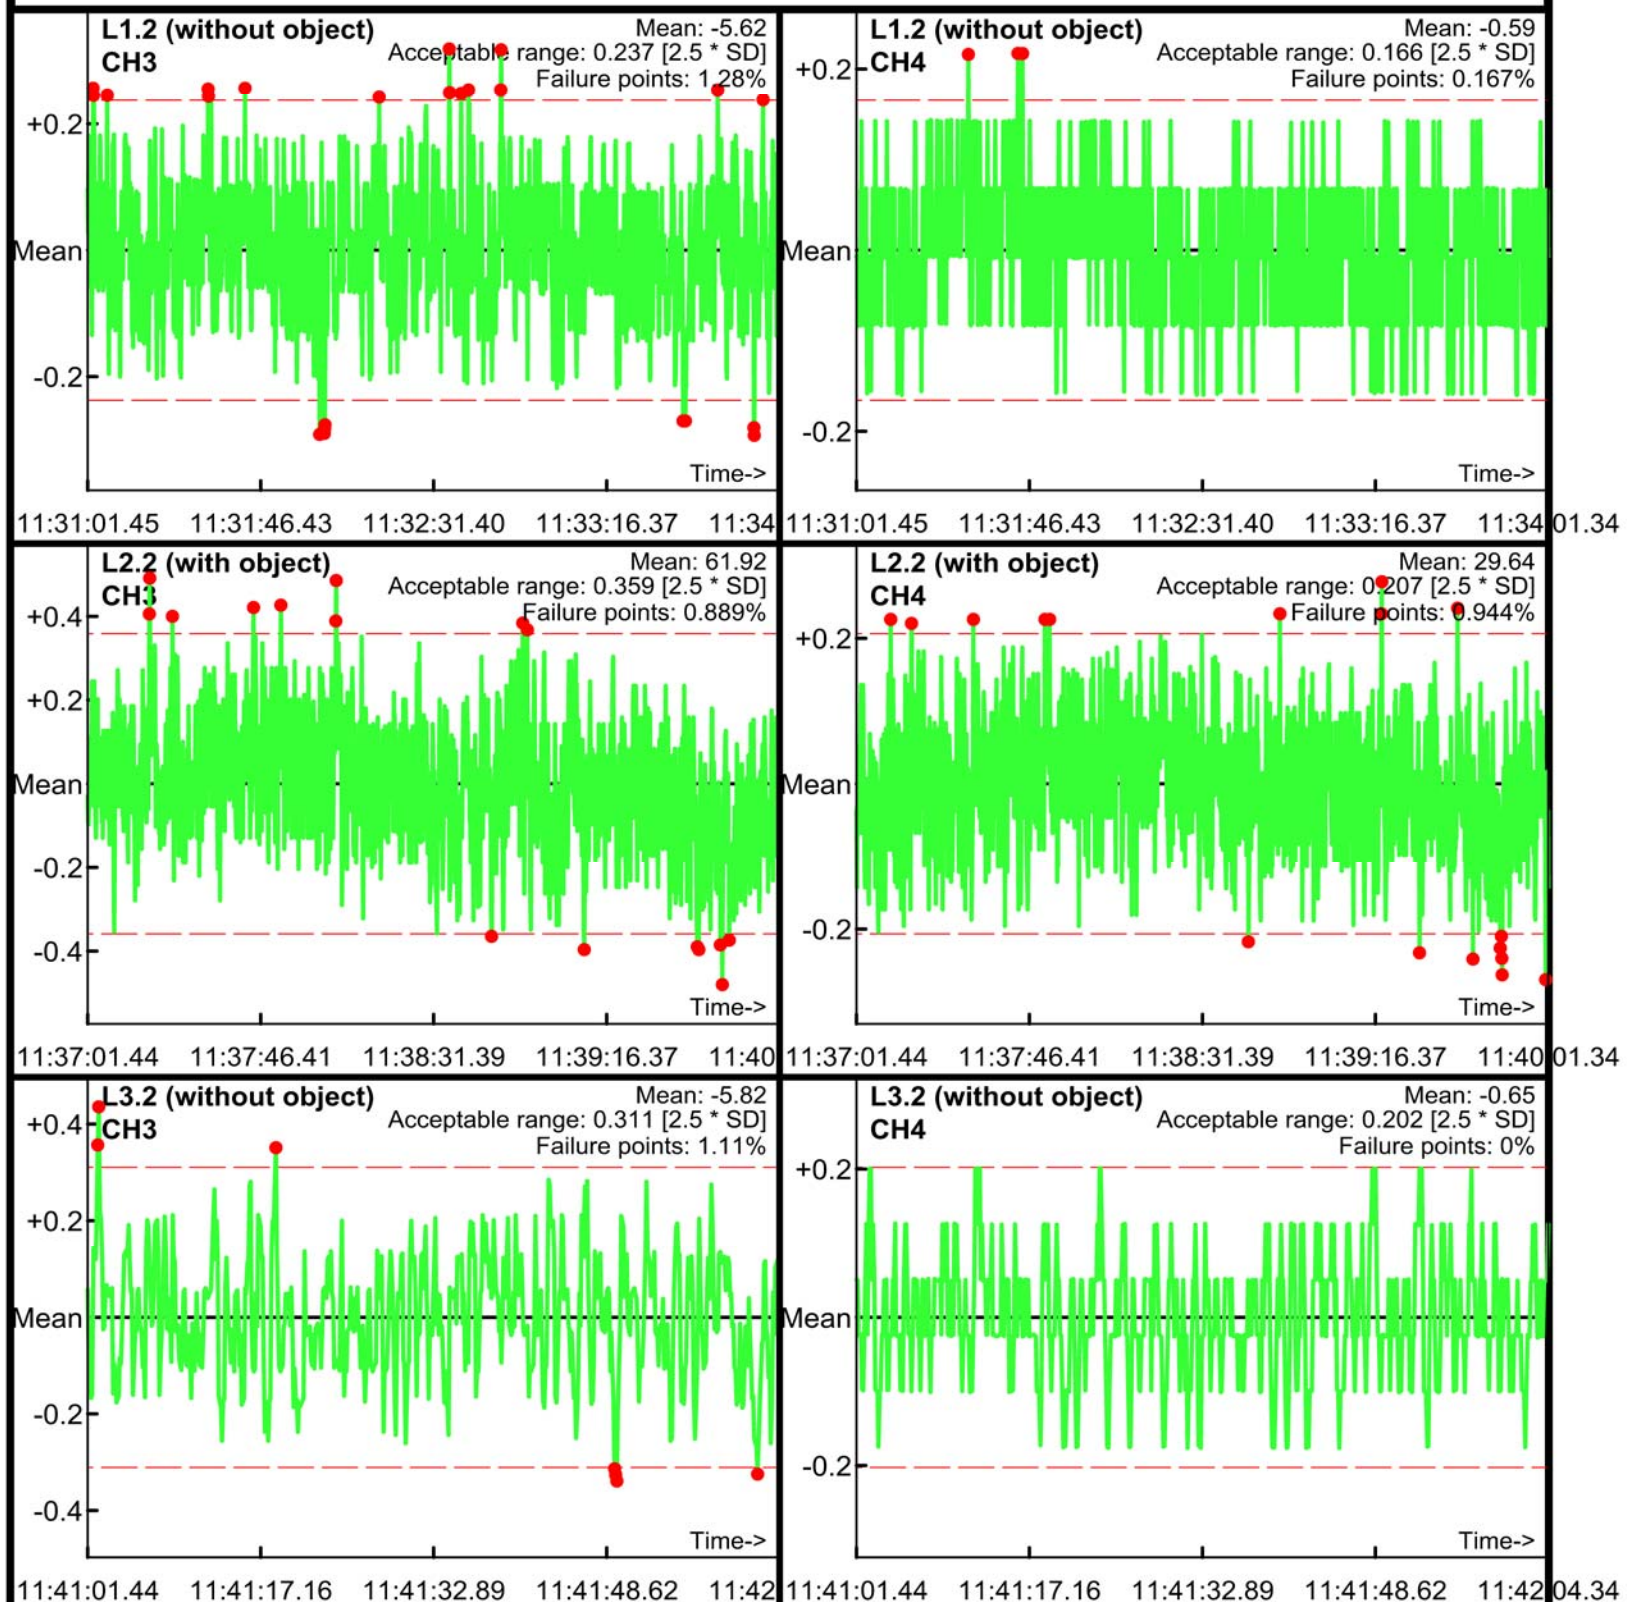 L1.2 (without object)
CH3
Mean: -5.62
Acceptable range: 0.237 [2.5 * SD]
Failure points: 1.28%
+0.2
Mean
-0.2
Time->
11:31:01.45 11:31:46.43 11:32:31.40 11:33:16.37 11:34
L1.2 (without object)
CH4
Mean: -0.59
Acceptable range: 0.166 [2.5 * SD]
Failure points: 0.167%
+0.2
Mean
-0.2
Time->
11:31:01.45 11:31:46.43 11:32:31.40 11:33:16.37 11:34:01.34
L2.2 (with object)
CH3
Mean: 61.92
Acceptable range: 0.359 [2.5 * SD]
Failure points: 0.889%
+0.4
+0.2
Mean
-0.2
-0.4
Time->
11:37:01.44 11:37:46.41 11:38:31.39 11:39:16.37 11:40
L2.2 (with object)
CH4
Mean: 29.64
Acceptable range: 0.207 [2.5 * SD]
Failure points: 0.944%
+0.2
Mean
-0.2
Time->
11:37:01.44 11:37:46.41 11:38:31.39 11:39:16.37 11:40:01.34
L3.2 (without object)
CH3
Mean: -5.82
Acceptable range: 0.311 [2.5 * SD]
Failure points: 1.11%
+0.4
+0.2
Mean
-0.2
-0.4
Time->
11:41:01.44 11:41:17.16 11:41:32.89 11:41:48.62 11:42
L3.2 (without object)
CH4
Mean: -0.65
Acceptable range: 0.202 [2.5 * SD]
Failure points: 0%
+0.2
Mean
-0.2
Time->
11:41:01.44 11:41:17.16 11:41:32.89 11:41:48.62 11:42:04.34